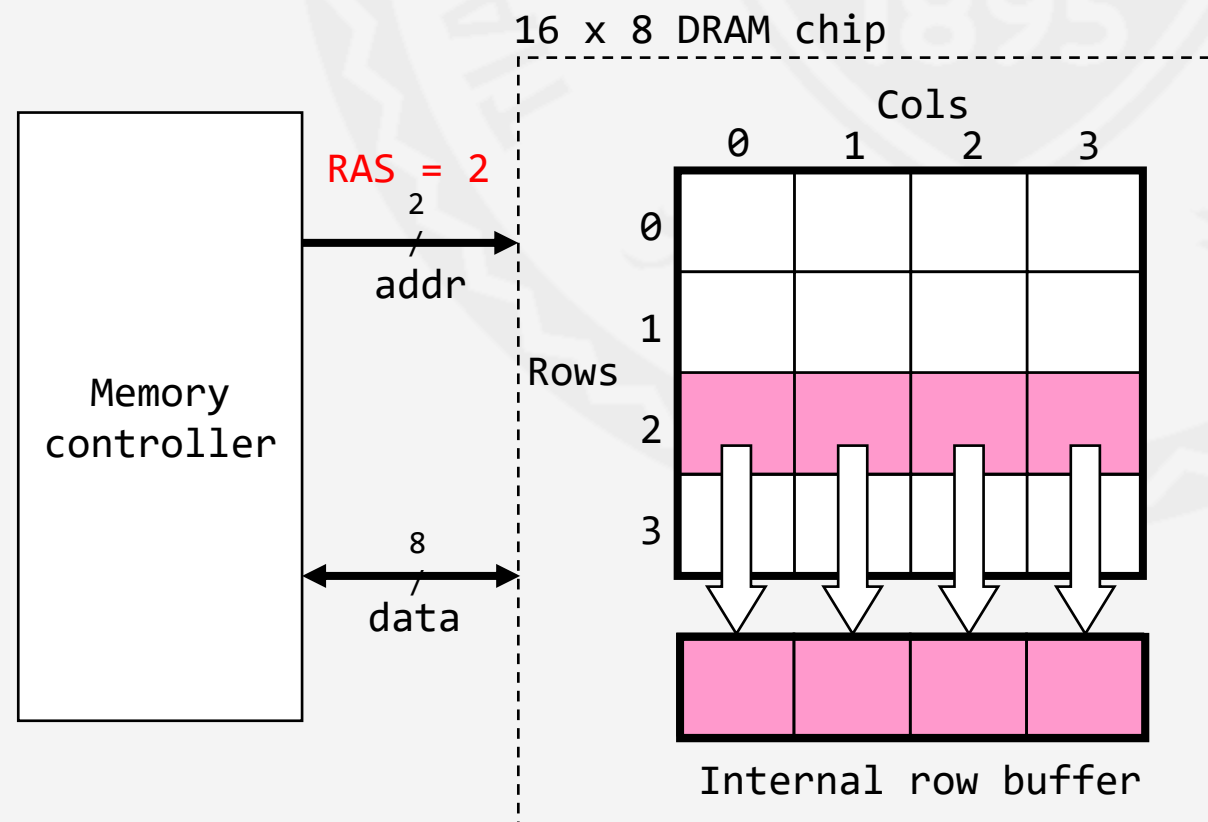 16 x 8 DRAM chip
Cols
0 1 2 3
RAS = 2
2
/
addr
0
1
Rows
2
3
Memory
controller
8
/
data
Internal row buffer
1895